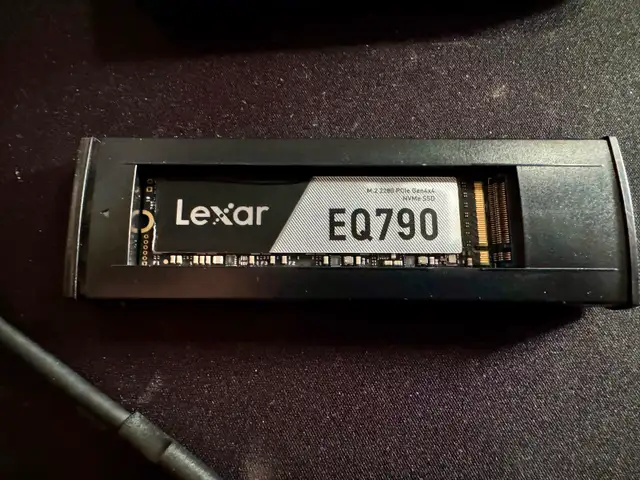 Lexar
M.2 2280 PCIe Gen4x4
NVMe SSD
EQ790